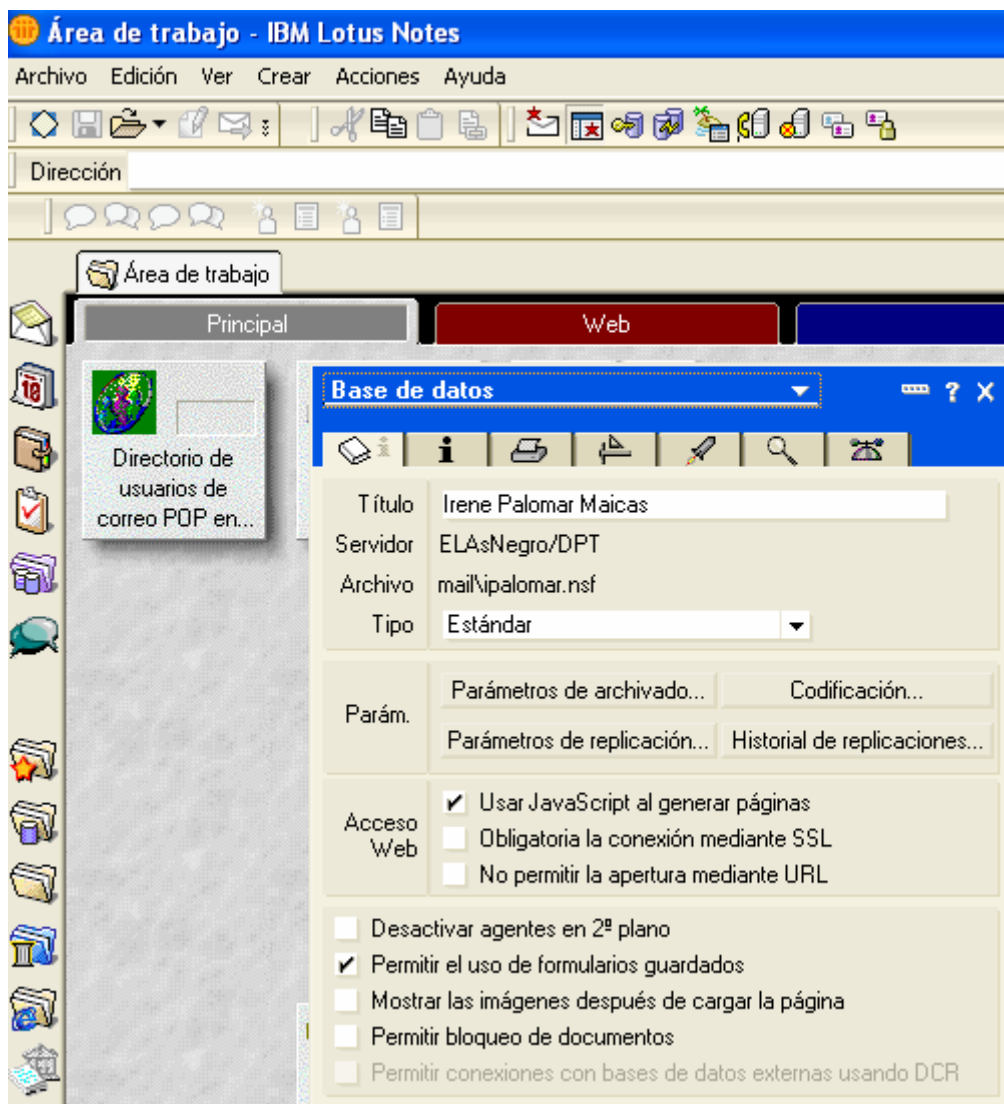 Área de trabajo - IBM Lotus Notes
Archivo Edición Ver Crear Acciones Ayuda
Dirección
Área de trabajo
Principal Web
Directorio de
usuarios de
correo POP en...
Base de datos
Título Irene Palomar Maicas
Servidor ELAsNegro/DPT
Archivo mail\ipalomar.nsf
Tipo Estándar
Parám.
Parámetros de archivado... Codificación...
Parámetros de replicación... Historial de replicaciones...
Acceso Web
Usar JavaScript al generar páginas
Obligatoria la conexión mediante SSL
No permitir la apertura mediante URL
Desactivar agentes en 2º plano
Permitir el uso de formularios guardados
Mostrar las imágenes después de cargar la página
Permitir bloqueo de documentos
Permitir conexiones con bases de datos externas usando DCR